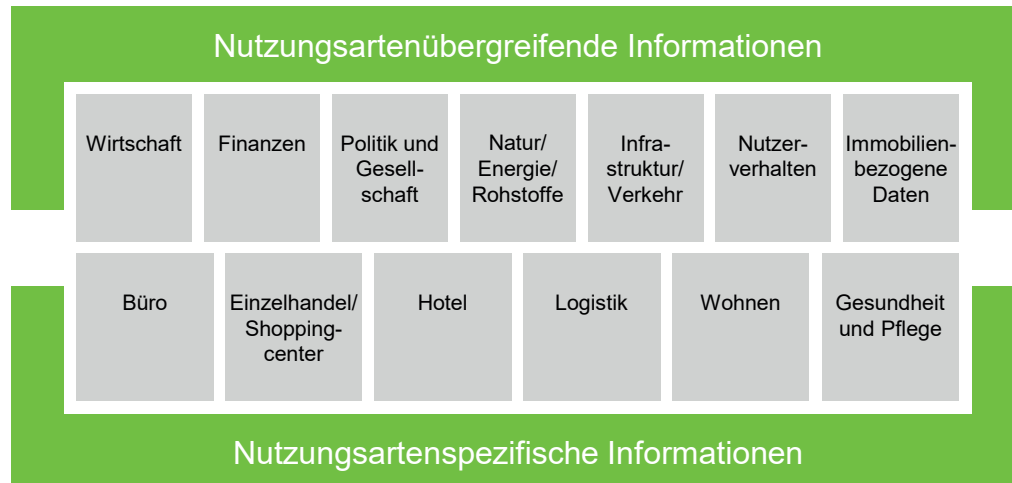 Nutzungsartenübergreifende Informationen
Wirtschaft
Finanzen
Politik und
Gesell-
schaft
Natur/
Energie/
Rohstoffe
Infra-
struktur/
Verkehr
Nutzer-
verhalten
Immobilien-
bezogene
Daten
Büro
Einzelhandel/
Shopping-
center
Hotel
Logistik
Wohnen
Gesundheit
und Pflege
Nutzungsartenspezifische Informationen